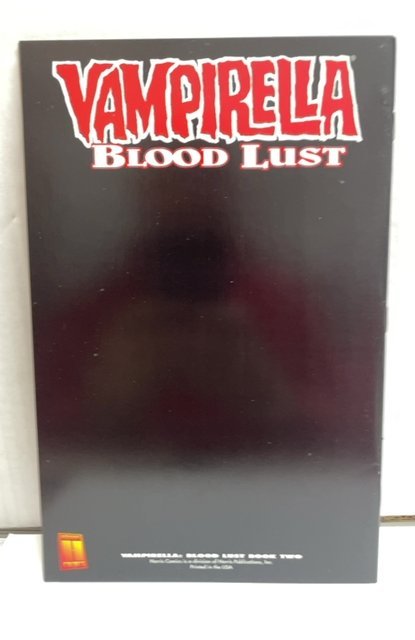 VAMPIRELLA
BLOOD LUST
VAMPIRELLA: BLOOD LUST BOOK TWO
Harris Comics is a division of Harris Publications, Inc.
Printed in the USA